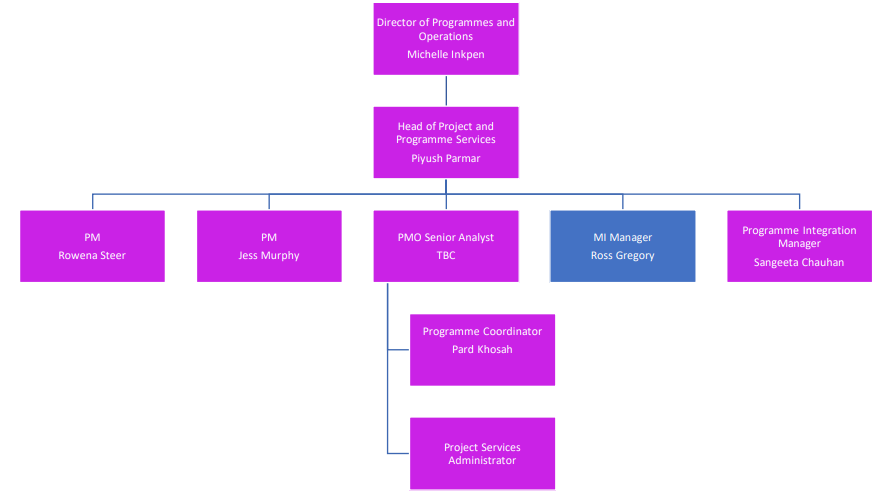 Director of Programmes and
Operations
Michelle Inkpen
Head of Project and
Programme Services
Piyush Parmar
PM
Rowena Steer
PM
Jess Murphy
PMO Senior Analyst
TBC
MI Manager
Ross Gregory
Programme Integration
Manager
Sangeeta Chauhan
Programme Coordinator
Pard Khosah
Project Services
Administrator